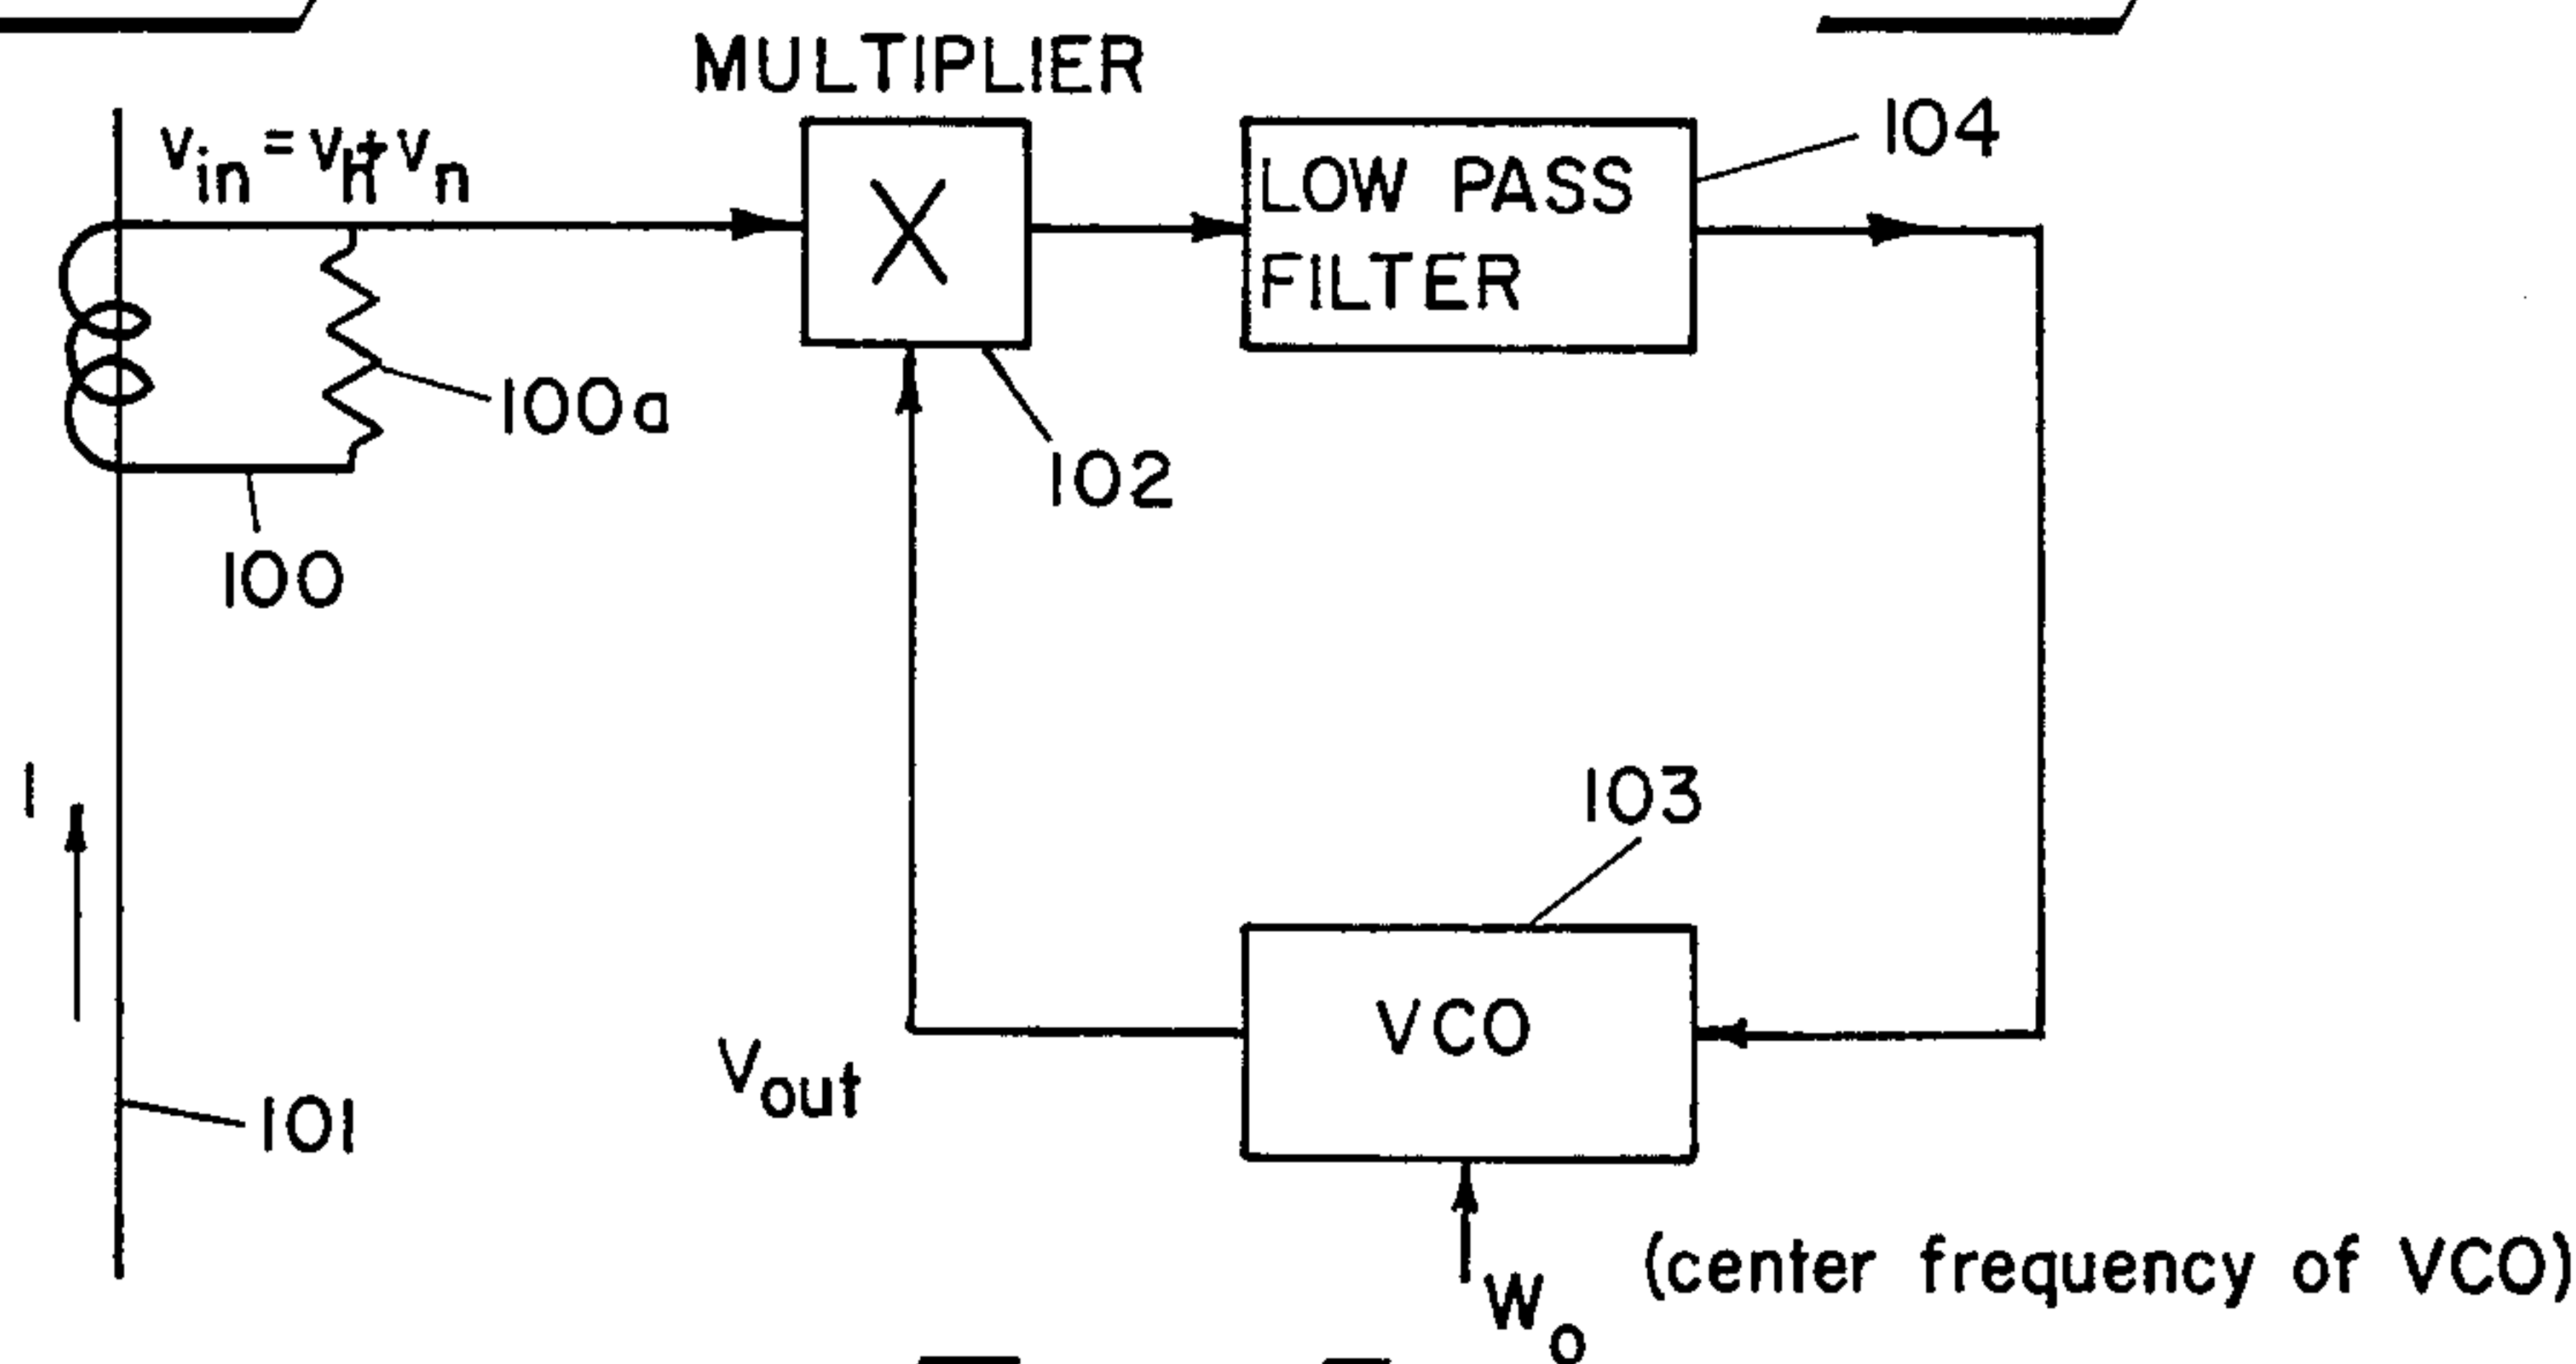 MULTIPLIER
v_in = v_h + v_n
X
LOW PASS
FILTER
104
100a
102
100
I
103
VCO
V_out
101
W_o (center frequency of VCO)